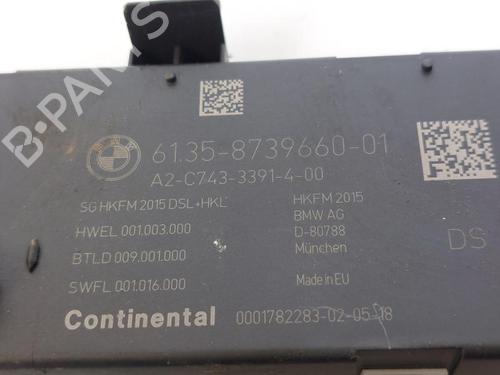 B-PARTS
61.35-8739660-01
A2-C743-3391-4-00
SG HKFM 2015 DSL+HKL
HWEL 001.003.000
BTLD 009.001.000
SWFL 001.016.000
HKFM 2015
BMW AG
D-80788
München
Made in EU
DS
Continental 0001782283-02-05-18